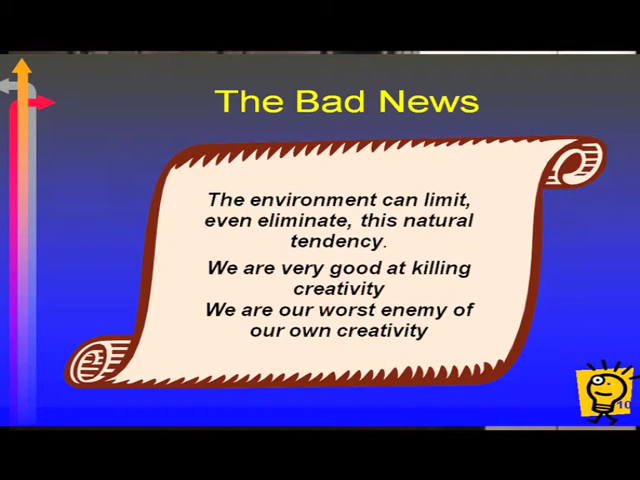 The Bad News
The environment can limit,
even eliminate, this natural
tendency.
We are very good at killing
creativity
We are our worst enemy of
our own creativity
10